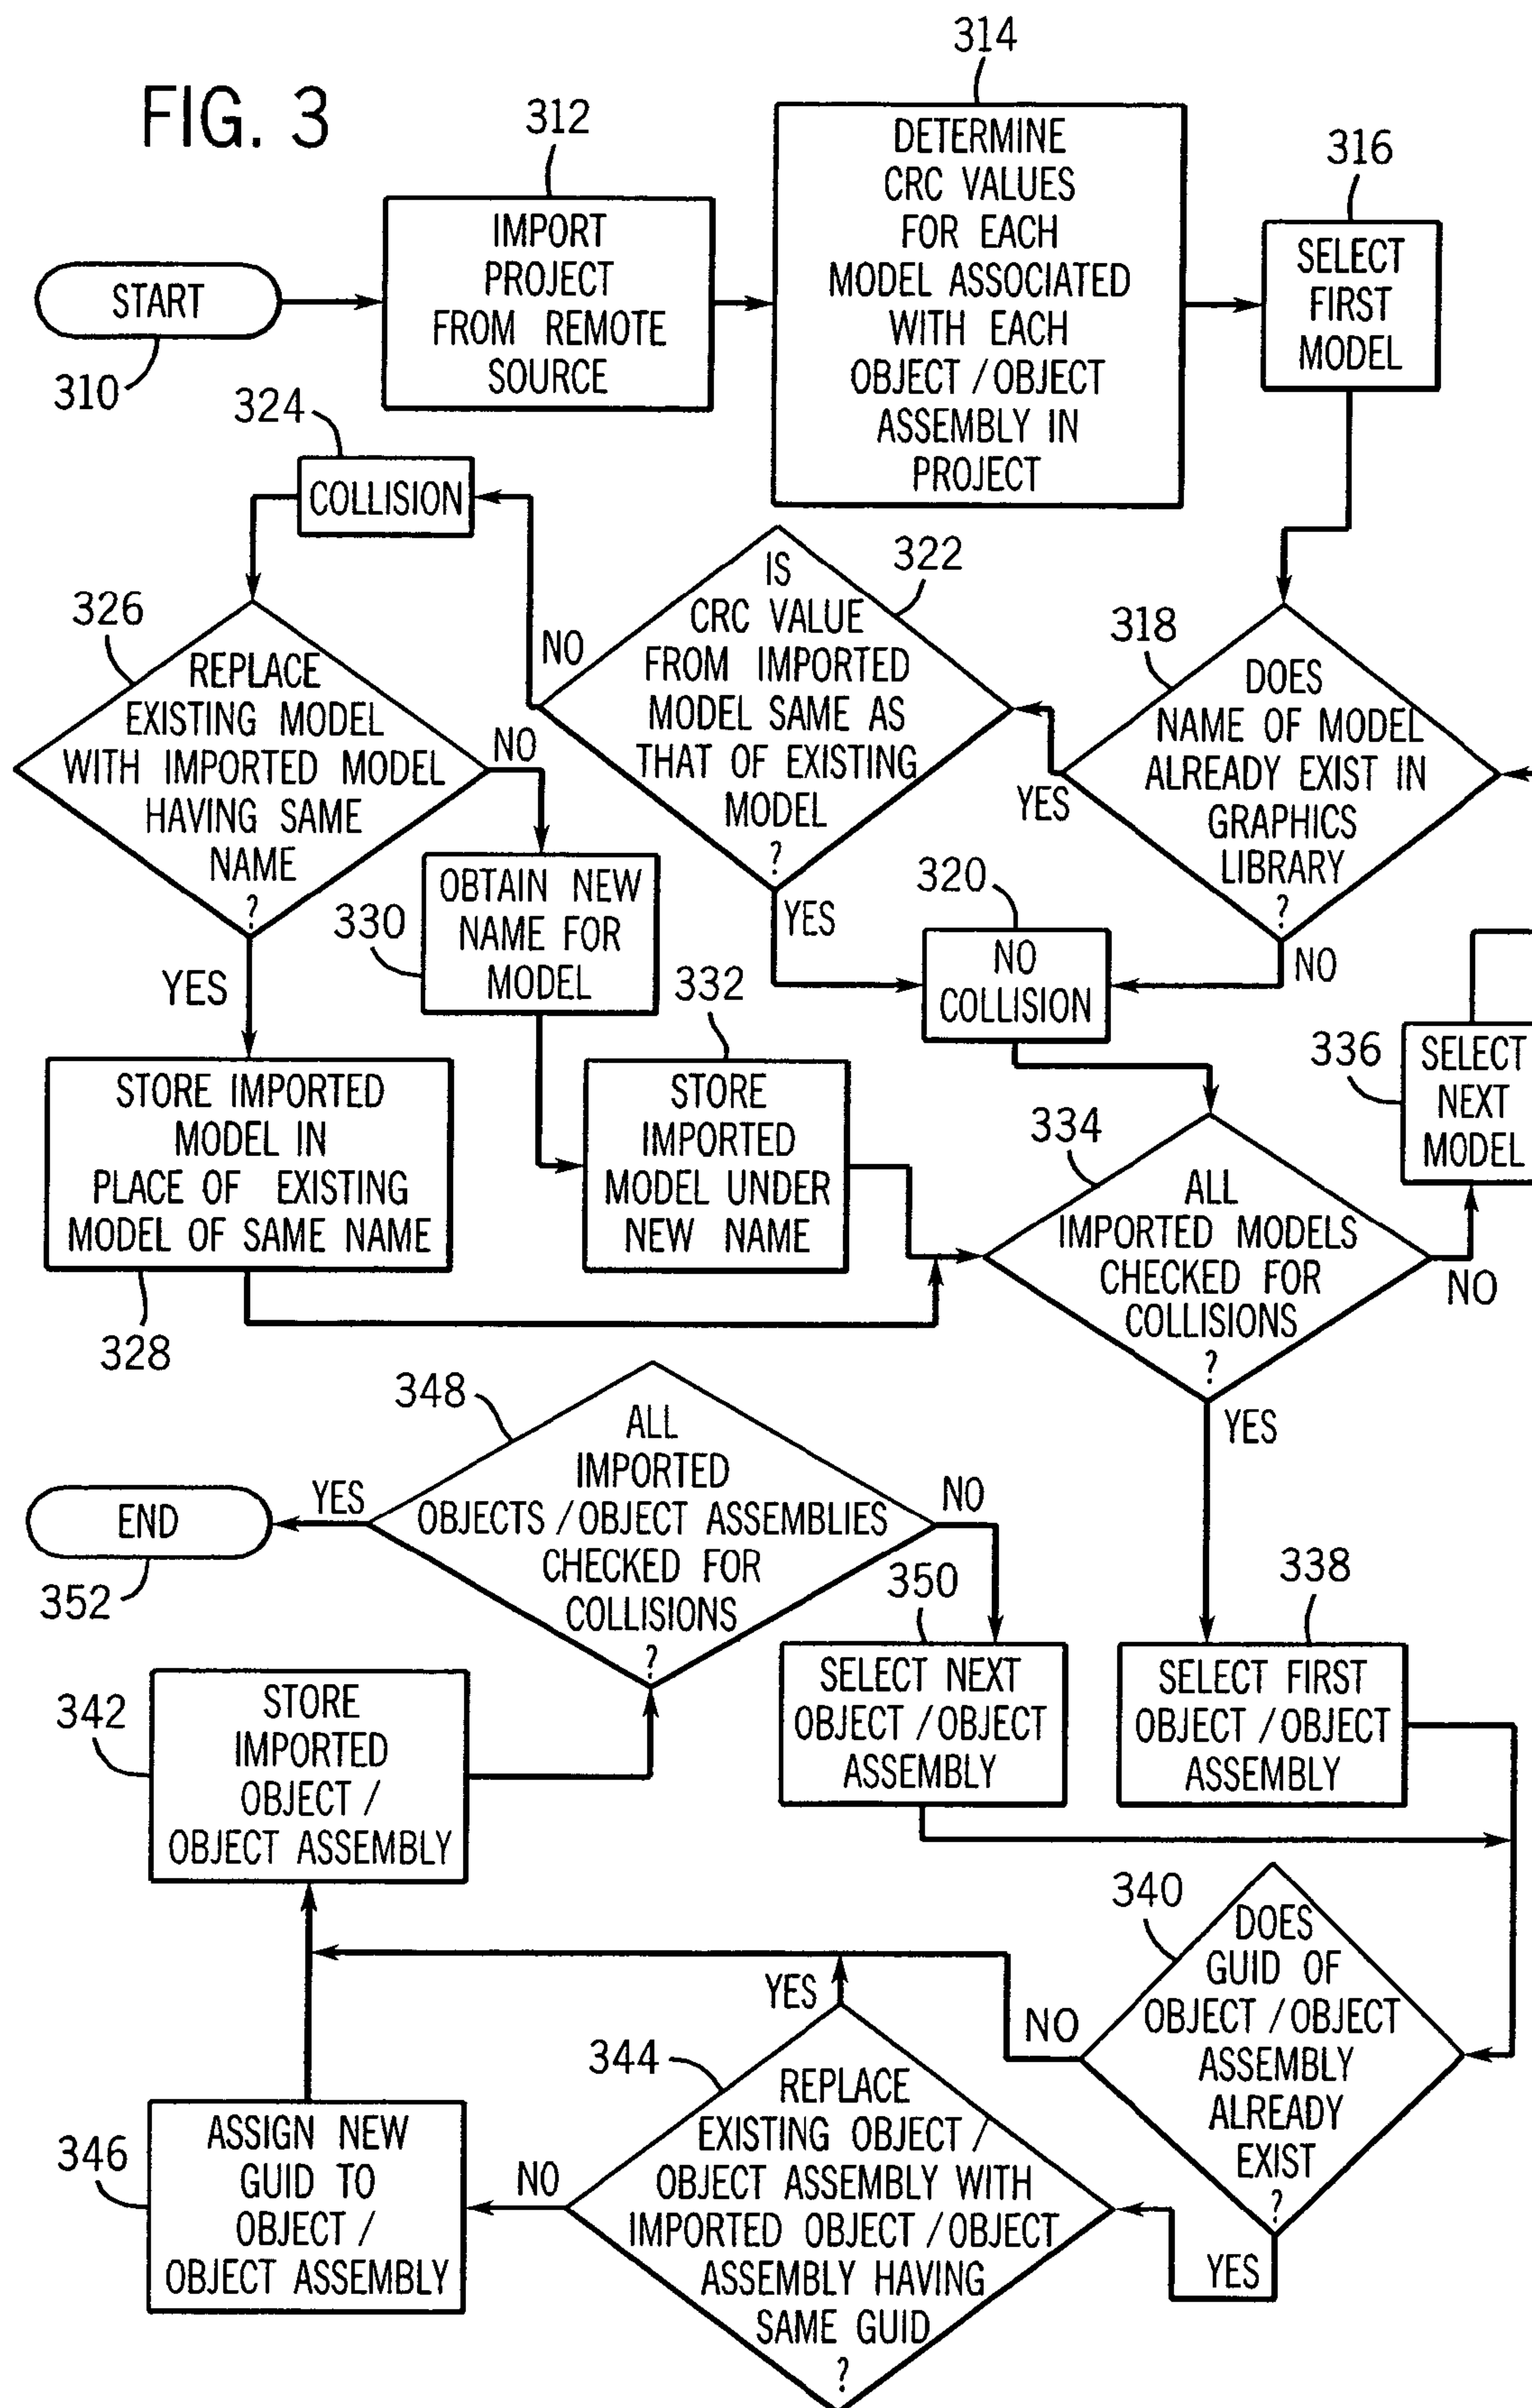 FIG. 3
START
310
312
IMPORT
PROJECT
FROM REMOTE
SOURCE
314
DETERMINE
CRC VALUES
FOR EACH
MODEL ASSOCIATED
WITH EACH
OBJECT / OBJECT
ASSEMBLY IN
PROJECT
316
SELECT
FIRST
MODEL
318
DOES
NAME OF MODEL
ALREADY EXIST IN
GRAPHICS
LIBRARY
?
YES
NO
322
IS
CRC VALUE
FROM IMPORTED
MODEL SAME AS
THAT OF EXISTING
MODEL
?
NO
YES
324
COLLISION
326
REPLACE
EXISTING MODEL
WITH IMPORTED MODEL
HAVING SAME
NAME
?
NO
YES
320
NO
COLLISION
330
OBTAIN NEW
NAME FOR
MODEL
332
STORE
IMPORTED
MODEL UNDER
NEW NAME
STORE IMPORTED
MODEL IN
PLACE OF EXISTING
MODEL OF SAME NAME
328
334
ALL
IMPORTED MODELS
CHECKED FOR
COLLISIONS
?
NO
YES
336
SELECT
NEXT
MODEL
348
ALL
IMPORTED
OBJECTS / OBJECT ASSEMBLIES
CHECKED FOR
COLLISIONS
?
YES
NO
END
352
350
SELECT NEXT
OBJECT / OBJECT
ASSEMBLY
338
SELECT FIRST
OBJECT / OBJECT
ASSEMBLY
342
STORE
IMPORTED
OBJECT /
OBJECT ASSEMBLY
340
DOES
GUID OF
OBJECT / OBJECT
ASSEMBLY
ALREADY
EXIST
?
NO
YES
344
REPLACE
EXISTING OBJECT /
OBJECT ASSEMBLY WITH
IMPORTED OBJECT / OBJECT
ASSEMBLY HAVING
SAME GUID
?
YES
NO
346
ASSIGN NEW
GUID TO
OBJECT /
OBJECT ASSEMBLY